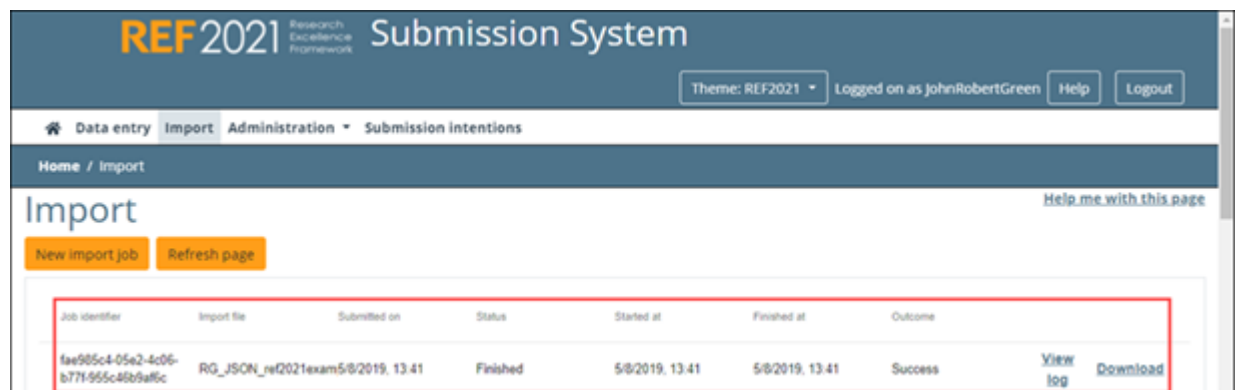 REF2021 Research Excellence Framework Submission System
Theme: REF2021 Logged on as JohnRobertGreen Help Logout
Data entry Import Administration Submission intentions
Home / Import
Import
Help me with this page
New import job Refresh page
Job identifier Import file Submitted on Status Started at Finished at Outcome
fae985c4-05e2-4c06- RG_JSON_ref2021exam5/8/2019, 13:41 Finished 5/8/2019, 13:41 5/8/2019, 13:41 Success View Download
b77f-955c46b9af6c log